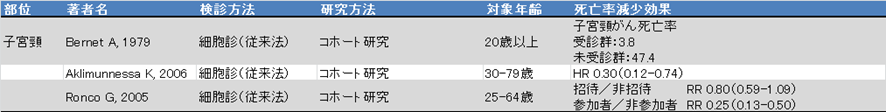 部位 著者名 検診方法 研究方法 対象年齢 死亡率減少効果
子宮頸 Bernet A, 1979 細胞診(従来法) コホート研究 20歳以上 子宮頸がん死亡率
受診群:3.8
未受診群:47.4
Aklimunnessa K, 2006 細胞診(従来法) コホート研究 30-79歳 HR 0.30(0.12-0.74)
Ronco G, 2005 細胞診(従来法) コホート研究 25-64歳 招待/非招待 RR 0.80(0.59-1.09)
参加者/非参加者 RR 0.25(0.13-0.50)